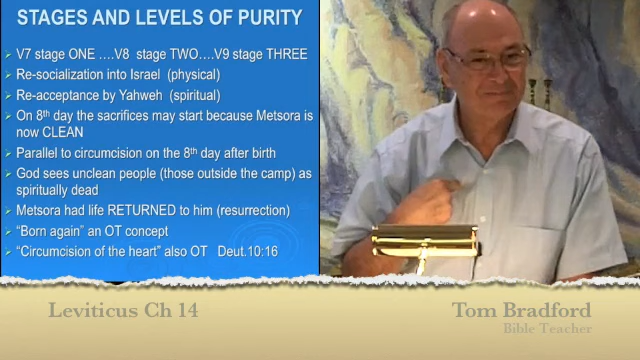 STAGES AND LEVELS OF PURITY
➢ V7 stage ONE ….V8 stage TWO….V9 stage THREE
➢ Re-socialization into Israel (physical)
➢ Re-acceptance by Yahweh (spiritual)
➢ On 8th day the sacrifices may start because Metsora is
now CLEAN
➢ Parallel to circumcision on the 8th day after birth
➢ God sees unclean people (those outside the camp) as
spiritually dead
➢ Metsora had life RETURNED to him (resurrection)
➢ “Born again” an OT concept
➢ “Circumcision of the heart” also OT Deut.10:16
Leviticus Ch 14
Tom Bradford
Bible Teacher